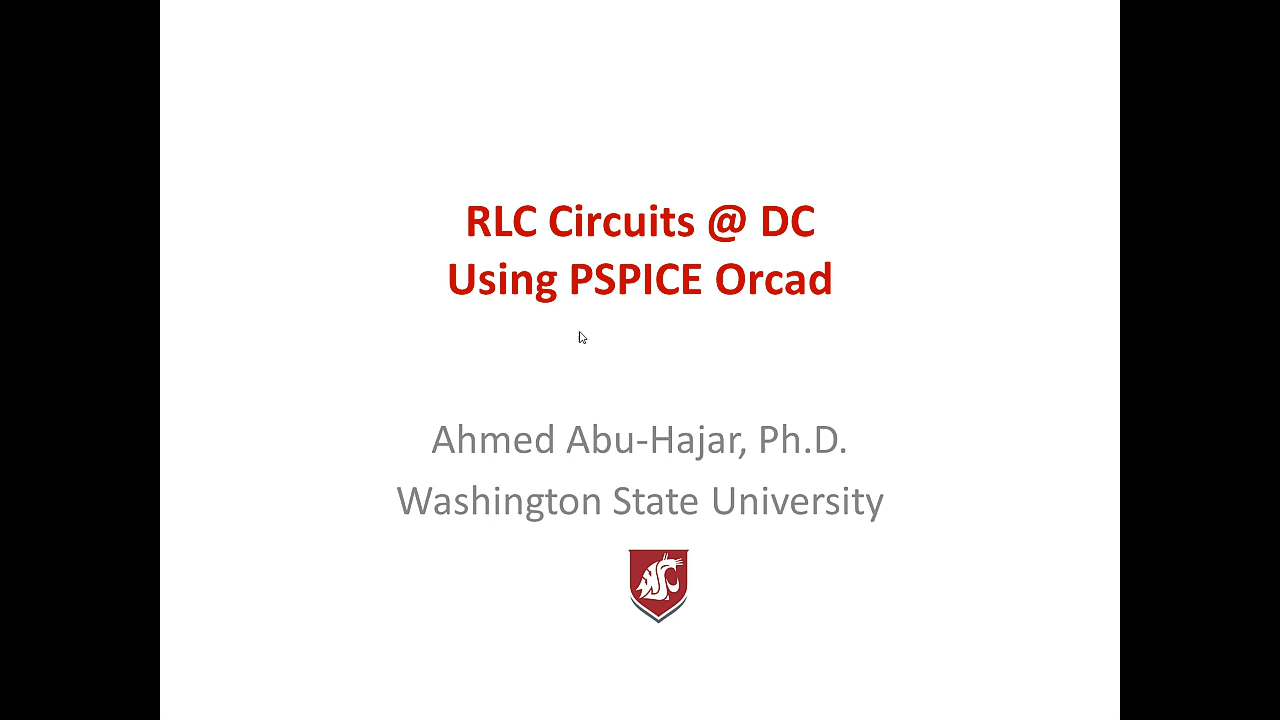 RLC Circuits @ DC
Using PSPICE Orcad
Ahmed Abu-Hajar, Ph.D.
Washington State University